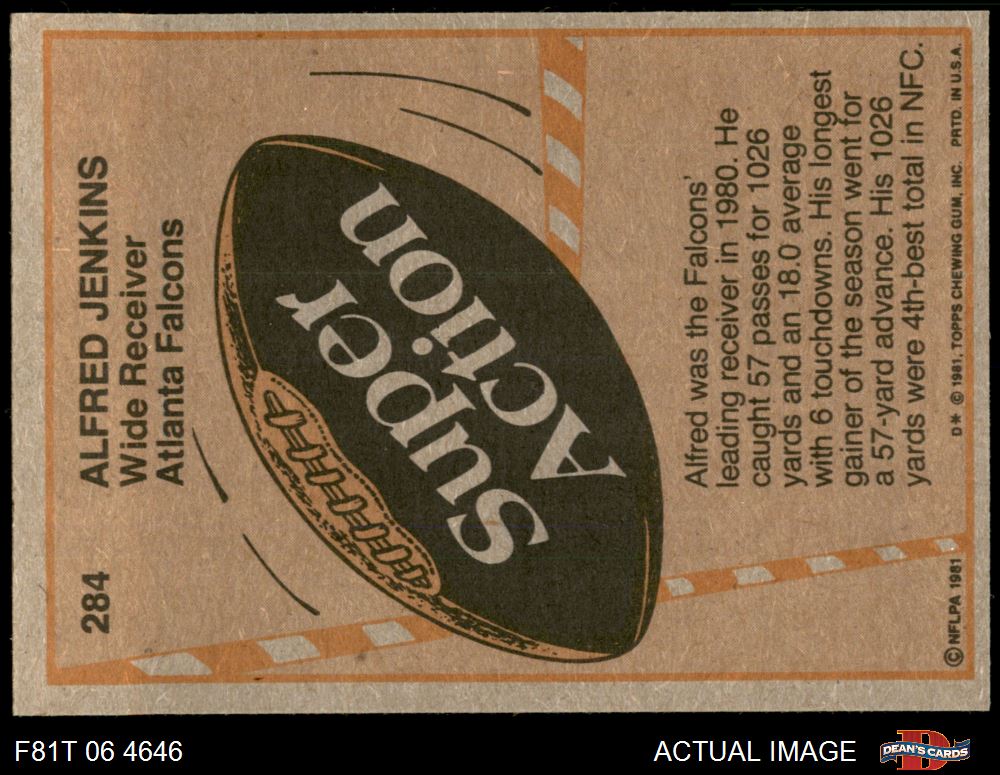 284
ALFRED JENKINS
Wide Receiver
Atlanta Falcons
Super
Action
Alfred was the Falcons'
leading receiver in 1980. He
caught 57 passes for 1026
yards and an 18.0 average
with 6 touchdowns. His longest
gainer of the season went for
a 57-yard advance. His 1026
yards were 4th-best total in NFC.
© NFLPA 1981
D* © 1981, TOPPS CHEWING GUM, INC. PRTD. IN U.S.A.
F81T 06 4646
ACTUAL IMAGE
D
DEAN'S CARDS